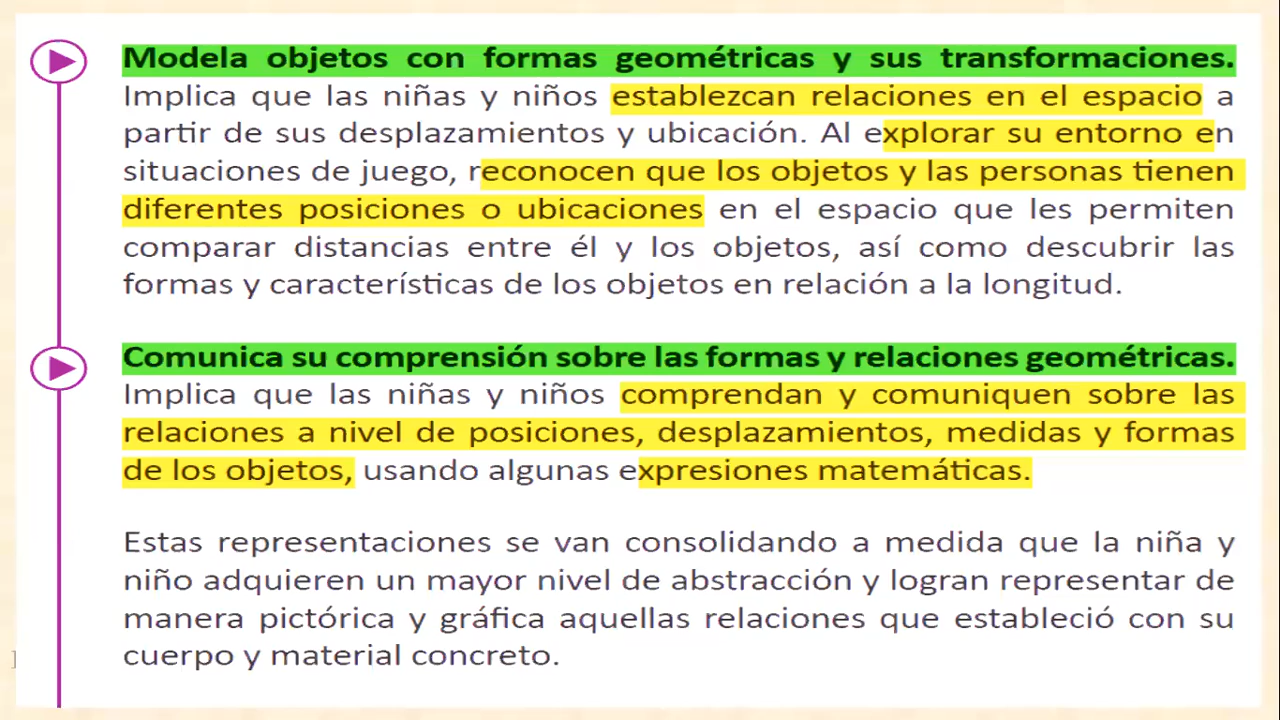 Modela objetos con formas geométricas y sus transformaciones.
Implica que las niñas y niños establezcan relaciones en el espacio a
partir de sus desplazamientos y ubicación. Al explorar su entorno en
situaciones de juego, reconocen que los objetos y las personas tienen
diferentes posiciones o ubicaciones en el espacio que les permiten
comparar distancias entre él y los objetos, así como descubrir las
formas y características de los objetos en relación a la longitud.
Comunica su comprensión sobre las formas y relaciones geométricas.
Implica que las niñas y niños comprendan y comuniquen sobre las
relaciones a nivel de posiciones, desplazamientos, medidas y formas
de los objetos, usando algunas expresiones matemáticas.
Estas representaciones se van consolidando a medida que la niña y
niño adquieren un mayor nivel de abstracción y logran representar de
manera pictórica y gráfica aquellas relaciones que estableció con su
cuerpo y material concreto.